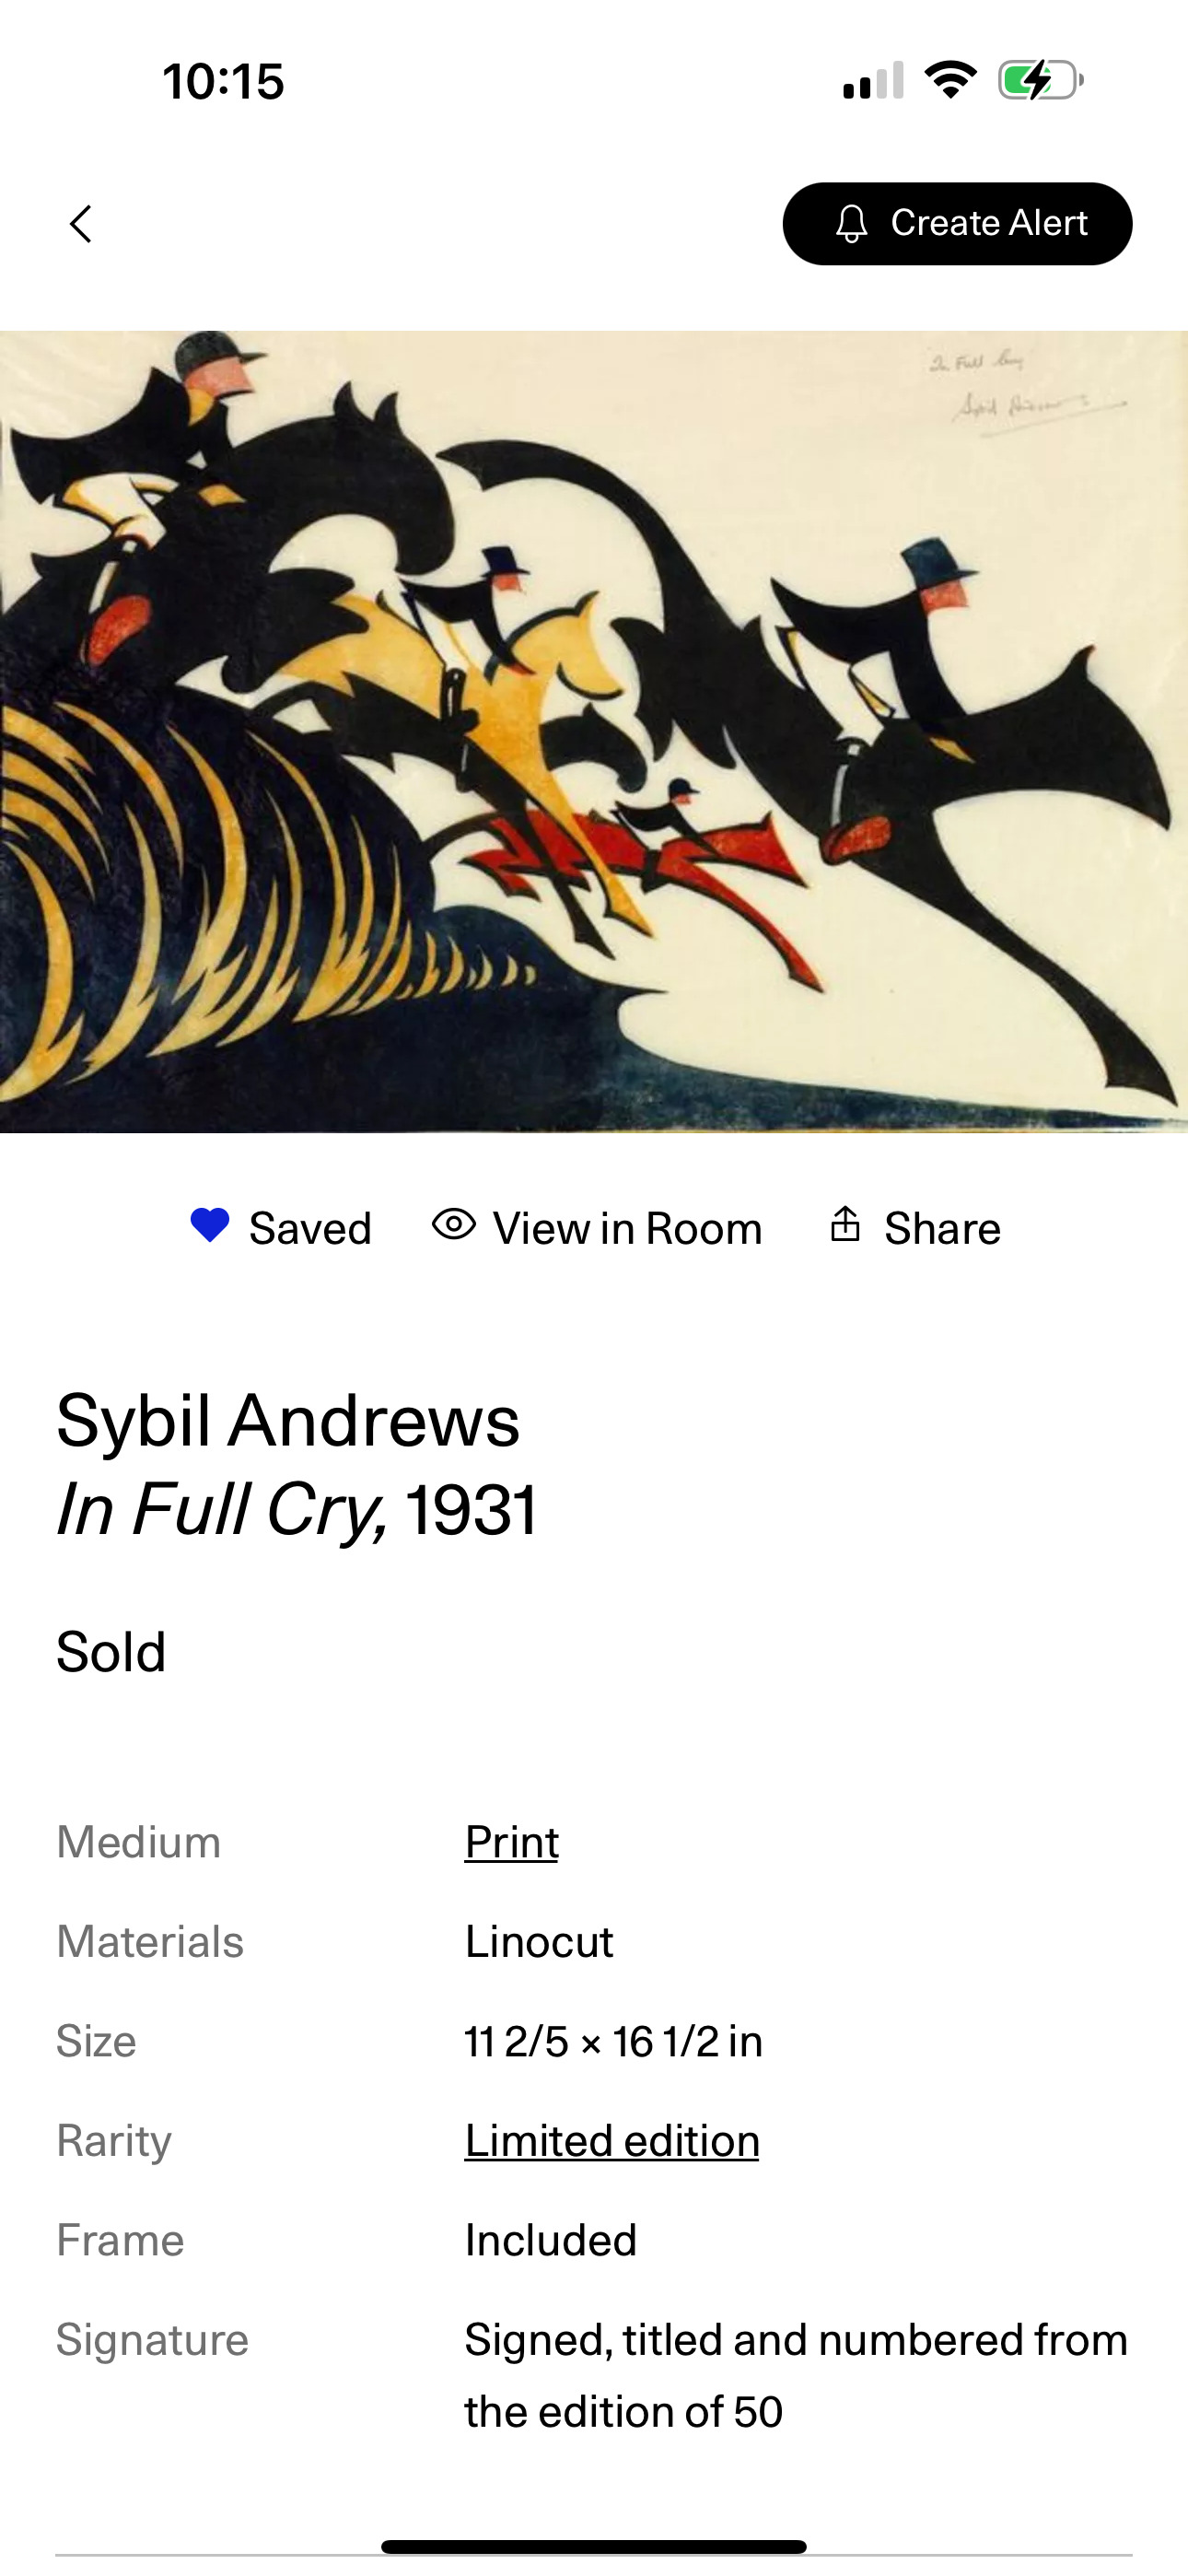 10:15
Create Alert
In Full Cry
Sybil Andrews
Saved View in Room Share
Sybil Andrews
In Full Cry, 1931
Sold
Medium Print
Materials Linocut
Size 11 2/5 × 16 1/2 in
Rarity Limited edition
Frame Included
Signature Signed, titled and numbered from
the edition of 50